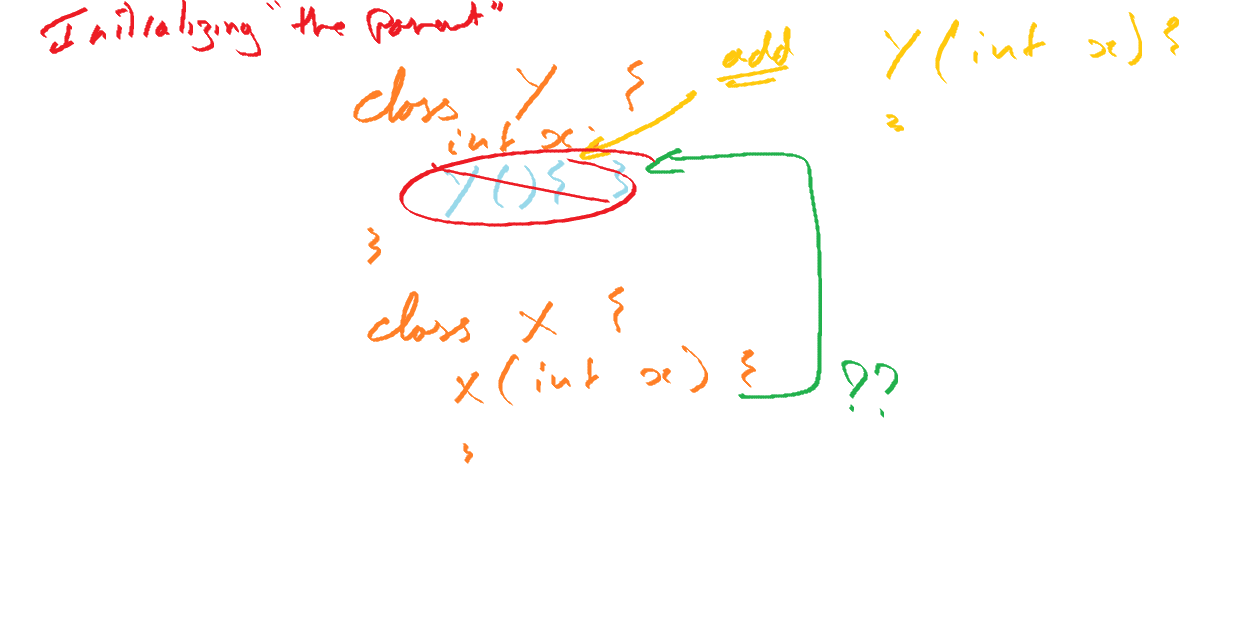 Initializing "the Parent"
add
Y(int x){
}
class Y {
int x;
Y(){ }
}
class X {
X(int x) {
??
}